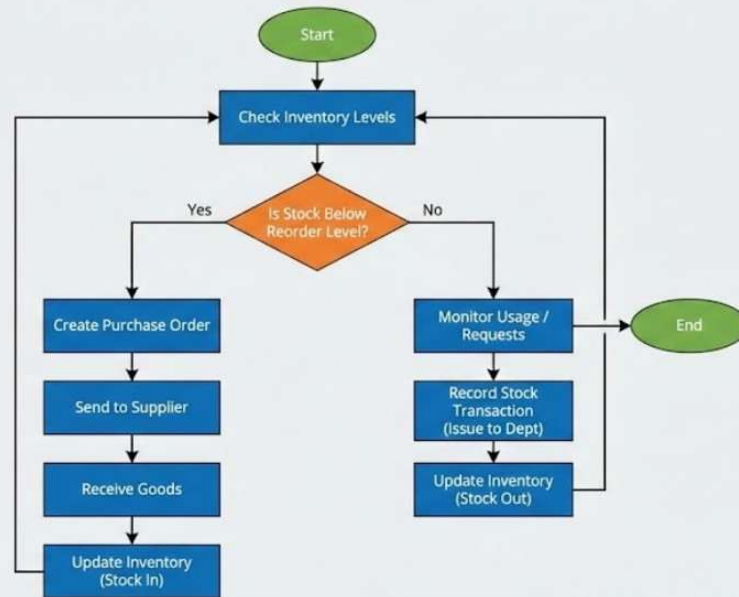 Start
Check Inventory Levels
Is Stock Below
Reorder Level?
Yes
No
Create Purchase Order
Monitor Usage /
Requests
End
Send to Supplier
Record Stock
Transaction
(Issue to Dept)
Receive Goods
Update Inventory
(Stock Out)
Update Inventory
(Stock In)